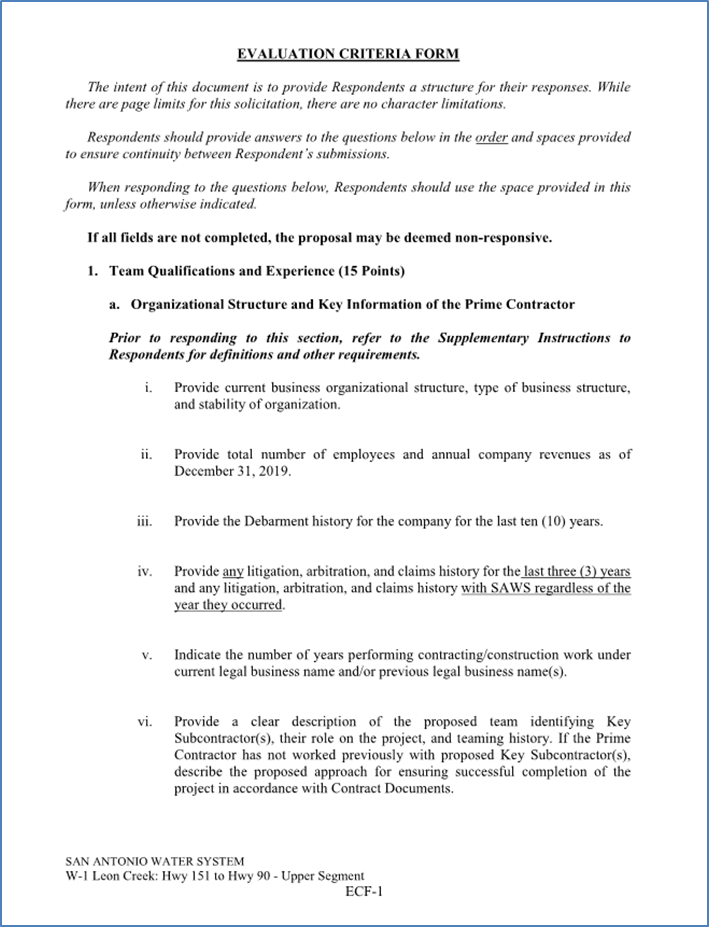 EVALUATION CRITERIA FORM
The intent of this document is to provide Respondents a structure for their responses. While
there are page limits for this solicitation, there are no character limitations.
Respondents should provide answers to the questions below in the order and spaces provided
to ensure continuity between Respondent's submissions.
When responding to the questions below, Respondents should use the space provided in this
form, unless otherwise indicated.
If all fields are not completed, the proposal may be deemed non-responsive.
1. Team Qualifications and Experience (15 Points)
a. Organizational Structure and Key Information of the Prime Contractor
Prior to responding to this section, refer to the Supplementary Instructions to
Respondents for definitions and other requirements.
i. Provide current business organizational structure, type of business structure,
and stability of organization.
ii. Provide total number of employees and annual company revenues as of
December 31, 2019.
iii. Provide the Debarment history for the company for the last ten (10) years.
iv. Provide any litigation, arbitration, and claims history for the last three (3) years
and any litigation, arbitration, and claims history with SAWS regardless of the
year they occurred.
v. Indicate the number of years performing contracting/construction work under
current legal business name and/or previous legal business name(s).
vi. Provide a clear description of the proposed team identifying Key
Subcontractor(s), their role on the project, and teaming history. If the Prime
Contractor has not worked previously with proposed Key Subcontractor(s),
describe the proposed approach for ensuring successful completion of the
project in accordance with Contract Documents.
SAN ANTONIO WATER SYSTEM
W-1 Leon Creek: Hwy 151 to Hwy 90 - Upper Segment
ECF-1